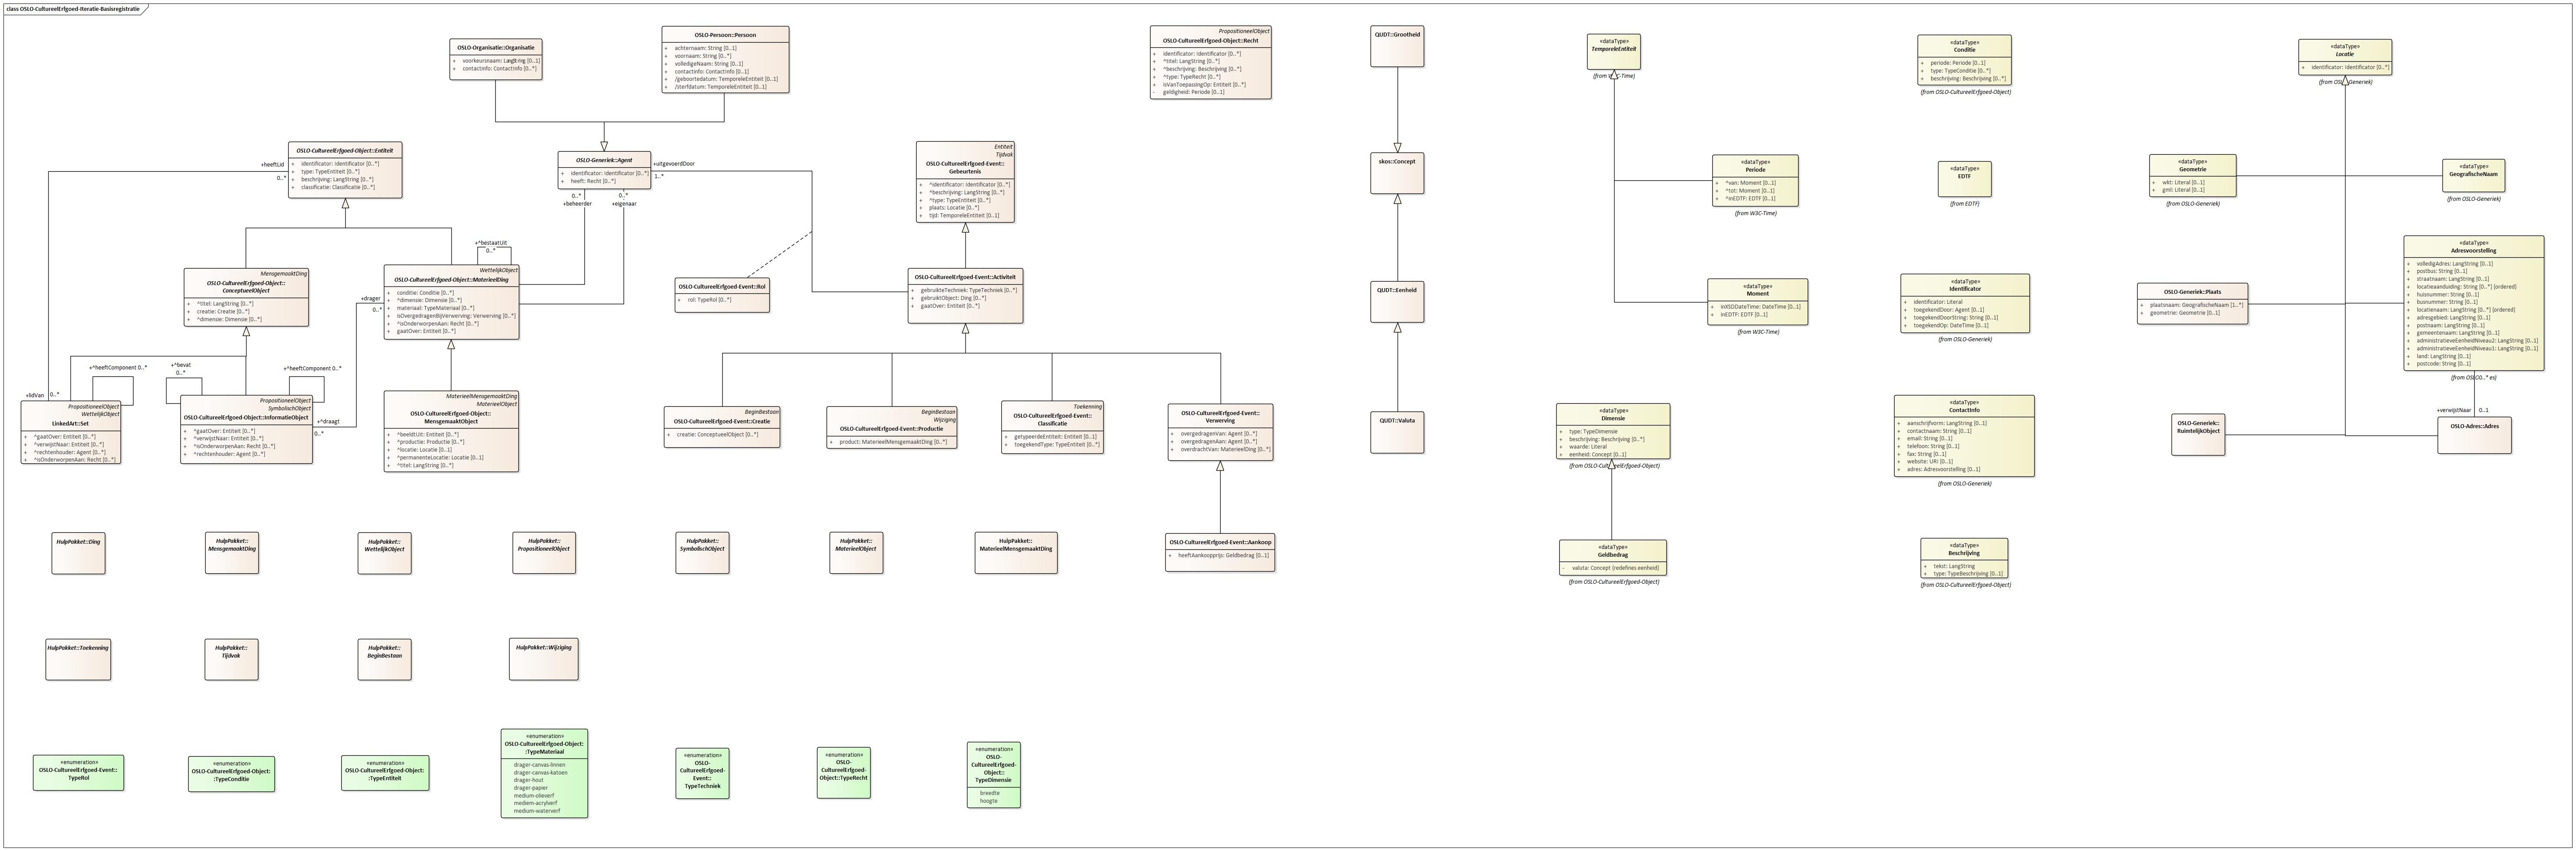 class OSLO-CultureelErfgoed-Iteratie-Basisregistratie
OSLO-Organisatie::Organisatie
+ voorkeursnaam: LangString [0..1]
+ contactinfo: ContactInfo [0..*]
OSLO-Persoon::Persoon
+ achternaam: String [0..1]
+ voornaam: String [0..*]
+ volledigeNaam: String [0..1]
+ contactinfo: ContactInfo [0..1]
+ /geboortedatum: TemporeleEntiteit [0..1]
+ /sterfdatum: TemporeleEntiteit [0..1]
PropositioneelObject
OSLO-CultureelErfgoed-Object::Recht
+ identificator: Identificator [0..*]
+ ^titel: LangString [0..*]
+ ^beschrijving: Beschrijving [0..*]
+ ^type: TypeRecht [0..*]
+ isVanToepassingOp: Entiteit [0..*]
- geldigheid: Periode [0..1]
QUDT::Grootheid
«dataType»
TemporeleEntiteit
(from W3C-Time)
«dataType»
Conditie
+ periode: Periode [0..1]
+ type: TypeConditie [0..*]
+ beschrijving: Beschrijving [0..*]
(from OSLO-CultureelErfgoed-Object)
«dataType»
Locatie
+ identificator: Identificator [0..*]
(from OSLO-Generiek)
OSLO-CultureelErfgoed-Object::Entiteit
+ identificator: Identificator [0..*]
+ type: TypeEntiteit [0..*]
+ beschrijving: LangString [0..*]
+ classificatie: Classificatie [0..*]
+heeftLid
0..*
OSLO-Generiek::Agent
+ identificator: Identificator [0..*]
+ heeft: Recht [0..*]
+uitgevoerdDoor
1..*
0..*
+beheerder
0..*
+eigenaar
Entiteit
Tijdvak
OSLO-CultureelErfgoed-Event::
Gebeurtenis
+ ^identificator: Identificator [0..*]
+ ^beschrijving: LangString [0..*]
+ ^type: TypeEntiteit [0..*]
+ plaats: Locatie [0..*]
+ tijd: TemporeleEntiteit [0..1]
skos::Concept
«dataType»
Periode
+ ^van: Moment [0..1]
+ ^tot: Moment [0..1]
+ ^inEDTF: EDTF [0..1]
(from W3C-Time)
«dataType»
EDTF
(from EDTF)
«dataType»
Geometrie
+ wkt: Literal [0..1]
+ gml: Literal [0..1]
(from OSLO-Generiek)
«dataType»
GeografischeNaam
(from OSLO-Generiek)
MensgemaaktDing
OSLO-CultureelErfgoed-Object::
ConceptueelObject
+ ^titel: LangString [0..*]
+ creatie: Creatie [0..*]
+ ^dimensie: Dimensie [0..*]
+^bestaatUit
0..*
WettelijkObject
OSLO-CultureelErfgoed-Object::MaterieelDing
+ conditie: Conditie [0..*]
+ ^dimensie: Dimensie [0..*]
+ materiaal: TypeMateriaal [0..*]
+ isOvergedragenBijVerwerving: Verwerving [0..*]
+ ^isOnderworpenAan: Recht [0..*]
+ gaatOver: Entiteit [0..*]
+drager
0..*
OSLO-CultureelErfgoed-Event::Rol
+ rol: TypeRol [0..*]
OSLO-CultureelErfgoed-Event::Activiteit
+ gebruikteTechniek: TypeTechniek [0..*]
+ gebruiktObject: Ding [0..*]
+ gaatOver: Entiteit [0..*]
QUDT::Eenheid
«dataType»
Moment
+ inXSDDateTime: DateTime [0..1]
+ inEDTF: EDTF [0..1]
(from W3C-Time)
«dataType»
Identificator
+ identificator: Literal
+ toegekendDoor: Agent [0..1]
+ toegekendDoorString: String [0..1]
+ toegekendOp: DateTime [0..1]
(from OSLO-Generiek)
OSLO-Generiek::Plaats
+ plaatsnaam: GeografischeNaam [1..*]
+ geometrie: Geometrie [0..1]
«dataType»
Adresvoorstelling
+ volledigAdres: LangString [0..1]
+ postbus: String [0..1]
+ straatnaam: LangString [0..1]
+ locatieaanduiding: String [0..*] {ordered}
+ huisnummer: String [0..1]
+ busnummer: String [0..1]
+ locatienaam: LangString [0..*] {ordered}
+ adresgebied: LangString [0..1]
+ postnaam: LangString [0..1]
+ gemeentenaam: LangString [0..1]
+ administratieveEenheidNiveau2: LangString [0..1]
+ administratieveEenheidNiveau1: LangString [0..1]
+ land: LangString [0..1]
+ postcode: String [0..1]
0..*
+verwijstNaar 0..1
+^heeftComponent 0..*
+^bevat
0..*
+^heeftComponent 0..*
+lidVan 0..*
PropositioneelObject
WettelijkObject
LinkedArt::Set
+ ^gaatOver: Entiteit [0..*]
+ ^verwijstNaar: Entiteit [0..*]
+ ^rechtenhouder: Agent [0..*]
+ ^isOnderworpenAan: Recht [0..*]
PropositioneelObject
SymbolischObject
OSLO-CultureelErfgoed-Object::InformatieObject
+ ^gaatOver: Entiteit [0..*]
+ ^verwijstNaar: Entiteit [0..*]
+ ^isOnderworpenAan: Recht [0..*]
+ ^rechtenhouder: Agent [0..*]
+^draagt
0..*
MaterieelMensgemaaktDing
MaterieelObject
OSLO-CultureelErfgoed-Object::
MensgemaaktObject
+ ^beeldtUit: Entiteit [0..*]
+ ^productie: Productie [0..*]
+ ^locatie: Locatie [0..1]
+ ^permanenteLocatie: Locatie [0..1]
+ ^titel: LangString [0..*]
BeginBestaan
OSLO-CultureelErfgoed-Event::Creatie
+ creatie: ConceptueelObject [0..*]
BeginBestaan
Wijziging
OSLO-CultureelErfgoed-Event::Productie
+ product: MaterieelMensgemaaktDing [0..*]
Toekenning
OSLO-CultureelErfgoed-Event::
Classificatie
+ getypeerdeEntiteit: Entiteit [0..1]
+ toegekendType: TypeEntiteit [0..*]
OSLO-CultureelErfgoed-Event::
Verwerving
+ overgedragenVan: Agent [0..*]
+ overgedragenAan: Agent [0..*]
+ overdrachtVan: MaterieelDing [0..*]
QUDT::Valuta
«dataType»
Dimensie
+ type: TypeDimensie
+ beschrijving: Beschrijving [0..*]
+ waarde: Literal
+ eenheid: Concept [0..1]
(from OSLO-CultureelErfgoed-Object)
«dataType»
ContactInfo
+ aanschrijfvorm: LangString [0..1]
+ contactnaam: String [0..1]
+ email: String [0..1]
+ telefoon: String [0..1]
+ fax: String [0..1]
+ website: URI [0..1]
+ adres: Adresvoorstelling [0..1]
(from OSLO-Generiek)
OSLO-Generiek::
RuimtelijkObject
OSLO-Adres::Adres
HulpPakket::Ding
HulpPakket::
MensgemaaktDing
HulpPakket::
WettelijkObject
HulpPakket::
PropositioneelObject
HulpPakket::
SymbolischObject
HulpPakket::
MaterieelObject
HulpPakket::
MaterieelMensgemaaktDing
OSLO-CultureelErfgoed-Event::Aankoop
+ heeftAankoopprijs: Geldbedrag [0..1]
«dataType»
Geldbedrag
- valuta: Concept {redefines eenheid}
(from OSLO-CultureelErfgoed-Object)
«dataType»
Beschrijving
+ tekst: LangString
+ type: TypeBeschrijving [0..1]
(from OSLO-CultureelErfgoed-Object)
HulpPakket::Toekenning
HulpPakket::
Tijdvak
HulpPakket::
BeginBestaan
HulpPakket::Wijziging
«enumeration»
OSLO-CultureelErfgoed-Event::
TypeRol
«enumeration»
OSLO-CultureelErfgoed-Object:
:TypeConditie
«enumeration»
OSLO-CultureelErfgoed-Object:
:TypeEntiteit
«enumeration»
OSLO-CultureelErfgoed-Object:
:TypeMateriaal
drager-canvas-linnen
drager-canvas-katoen
drager-hout
drager-papier
medium-olieverf
mediem-acrylverf
medium-waterverf
«enumeration»
OSLO-
CultureelErfgoed-
Event::
TypeTechniek
«enumeration»
OSLO-
CultureelErfgoed-
Object::TypeRecht
«enumeration»
OSLO-
CultureelErfgoed-
Object::
TypeDimensie
breedte
hoogte